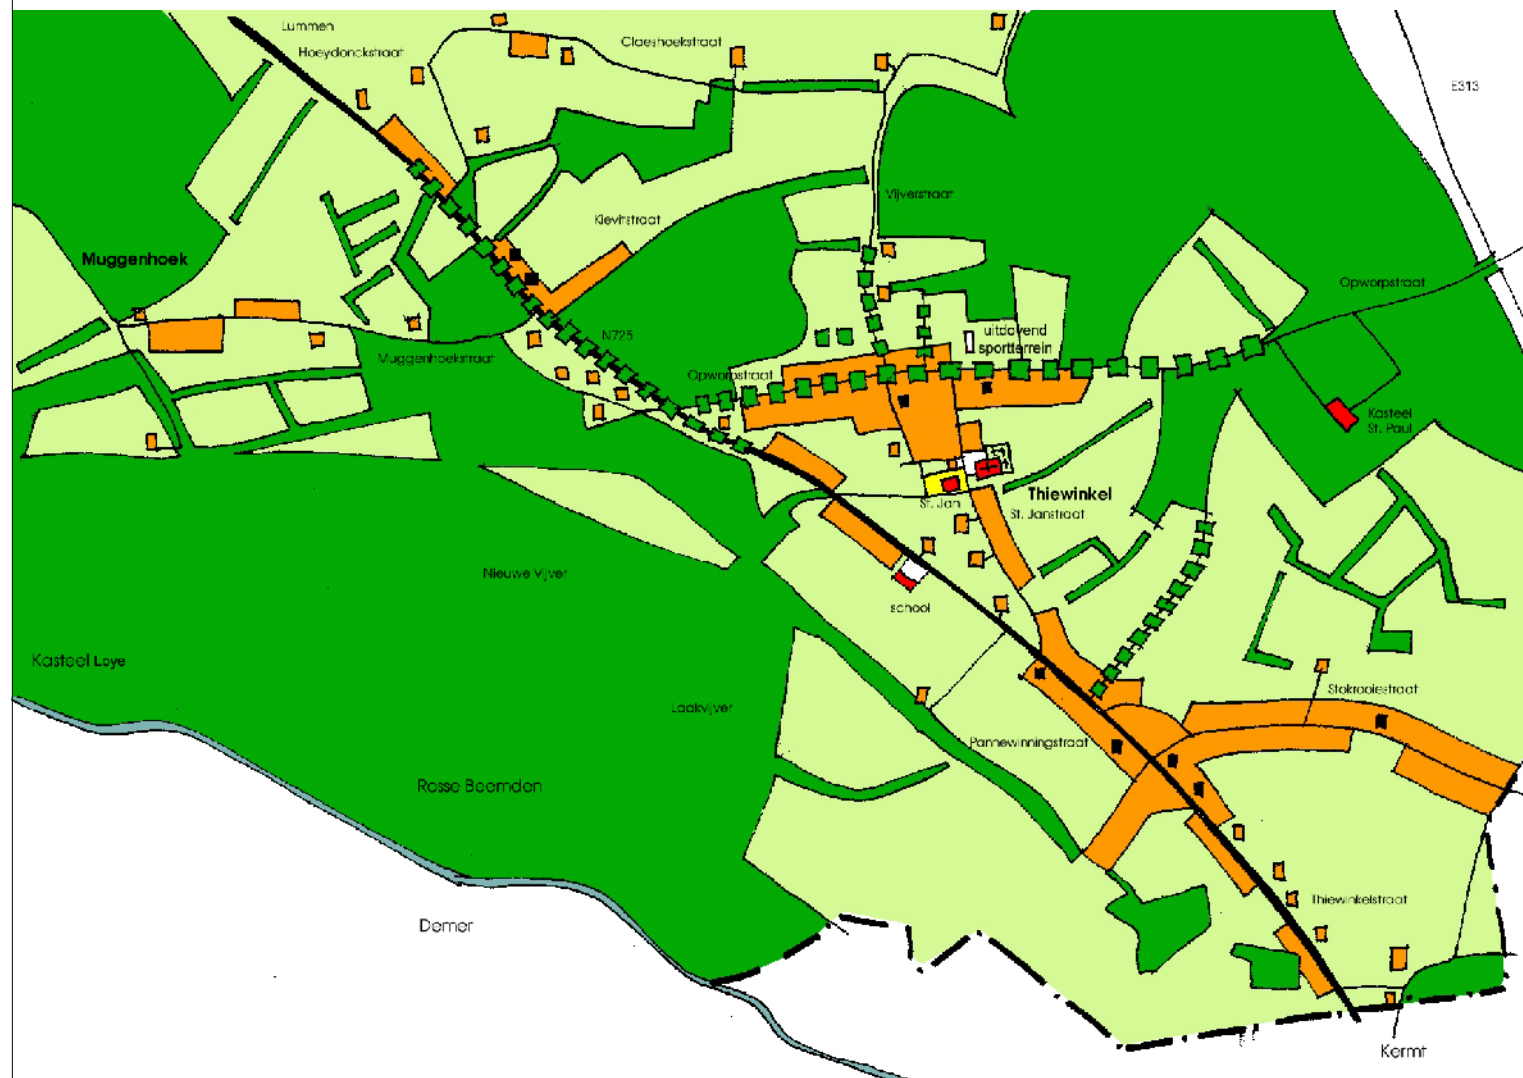 Lummen
Hoeydonckstraat
Claeshoekstraat
E313
Vijverstraat
Kievitstraat
Muggenhoek
Opworpstraat
uitdovend
sportterrein
N725
Muggenhoekstraat
Opworpstraat
Kasteel
St. Paul
Thiewinkel
St. Jan
St. Janstraat
Nieuwe Vijver
school
Kasteel Loye
Stokrooiestraat
Laakvijver
Pannewinningstraat
Rosse Beemden
Thiewinkelstraat
Demer
Kermt